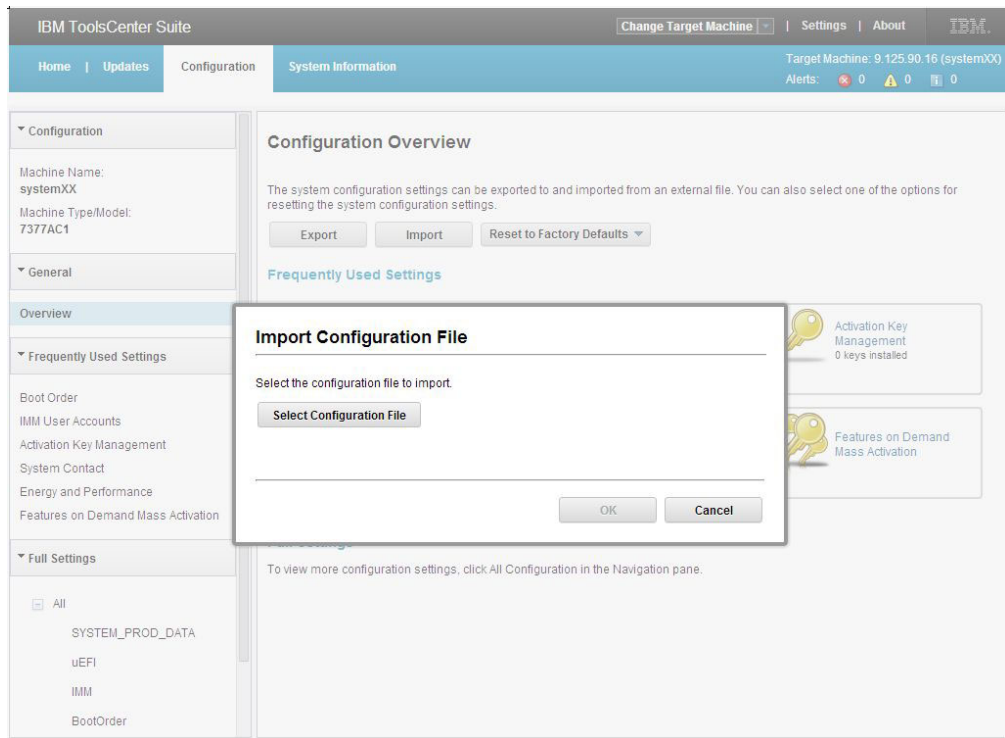 IBM ToolsCenter Suite
Change Target Machine | Settings | About IBM.
Home | Updates Configuration System Information
Target Machine: 9.125.90.16 (systemXX)
Alerts: 0 0 0
Configuration
Machine Name:
systemXX
Machine Type/Model:
7377AC1
General
Overview
Frequently Used Settings
Boot Order
IMM User Accounts
Activation Key Management
System Contact
Energy and Performance
Features on Demand Mass Activation
Full Settings
All
SYSTEM_PROD_DATA
uEFI
IMM
BootOrder
Configuration Overview
The system configuration settings can be exported to and imported from an external file. You can also select one of the options for
resetting the system configuration settings.
Export Import Reset to Factory Defaults
Frequently Used Settings
Activation Key
Management
0 keys installed
Features on Demand
Mass Activation
Import Configuration File
Select the configuration file to import.
Select Configuration File
OK Cancel
To view more configuration settings, click All Configuration in the Navigation pane.